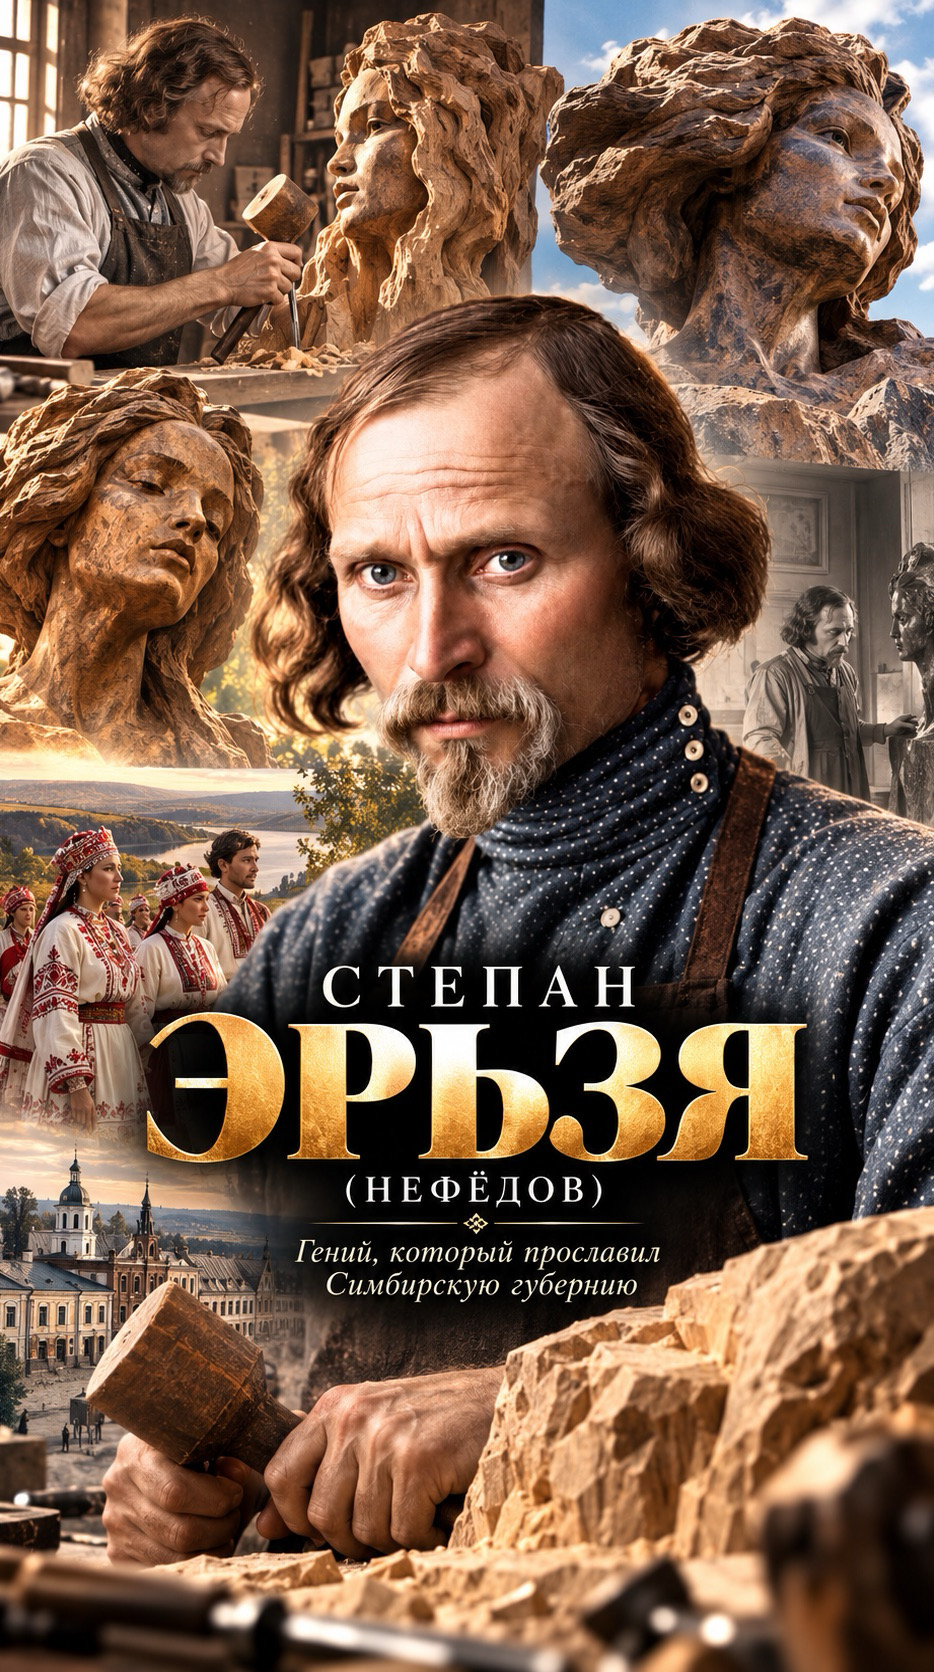 СТЕПАН
ЭРЬЗЯ
(НЕФЁДОВ)
Гений, который прославил
Симбирскую губернию